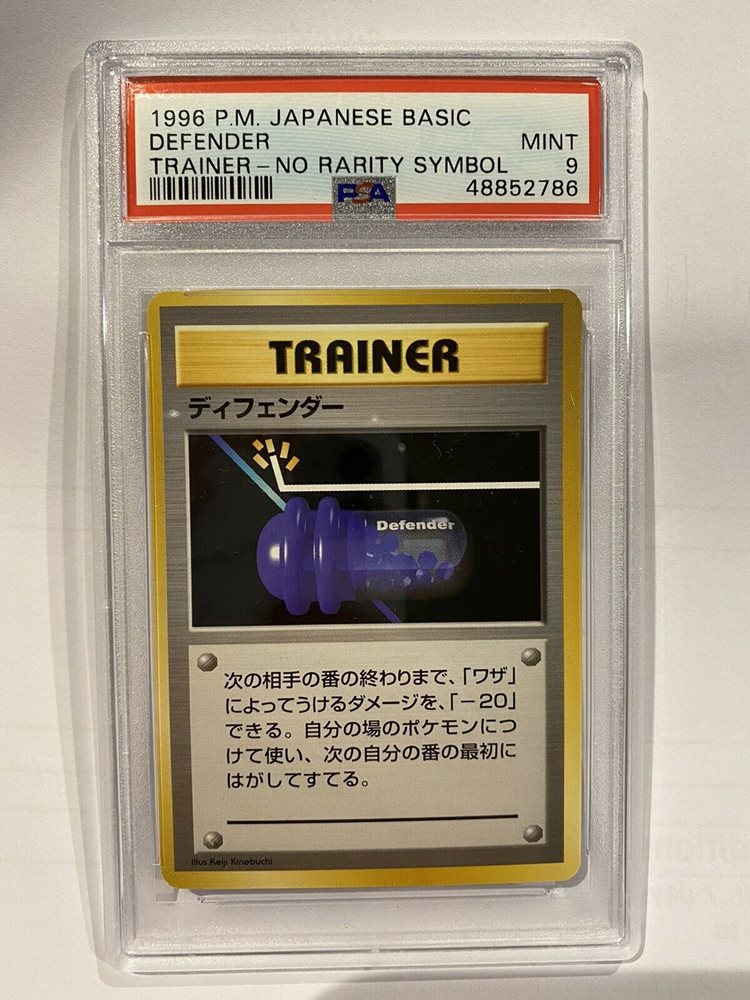 1996 P.M. JAPANESE BASIC
DEFENDER MINT
TRAINER - NO RARITY SYMBOL 9
PSA 48852786
TRAINER
ディフェンダー
Defender
次の相手の番の終わりまで、「ワザ」
によってうけるダメージを、「－20」
できる。自分の場のポケモンにつ
けて使い、次の自分の番の最初に
はがしてすてる。
Illus.Keiji Kinebuchi